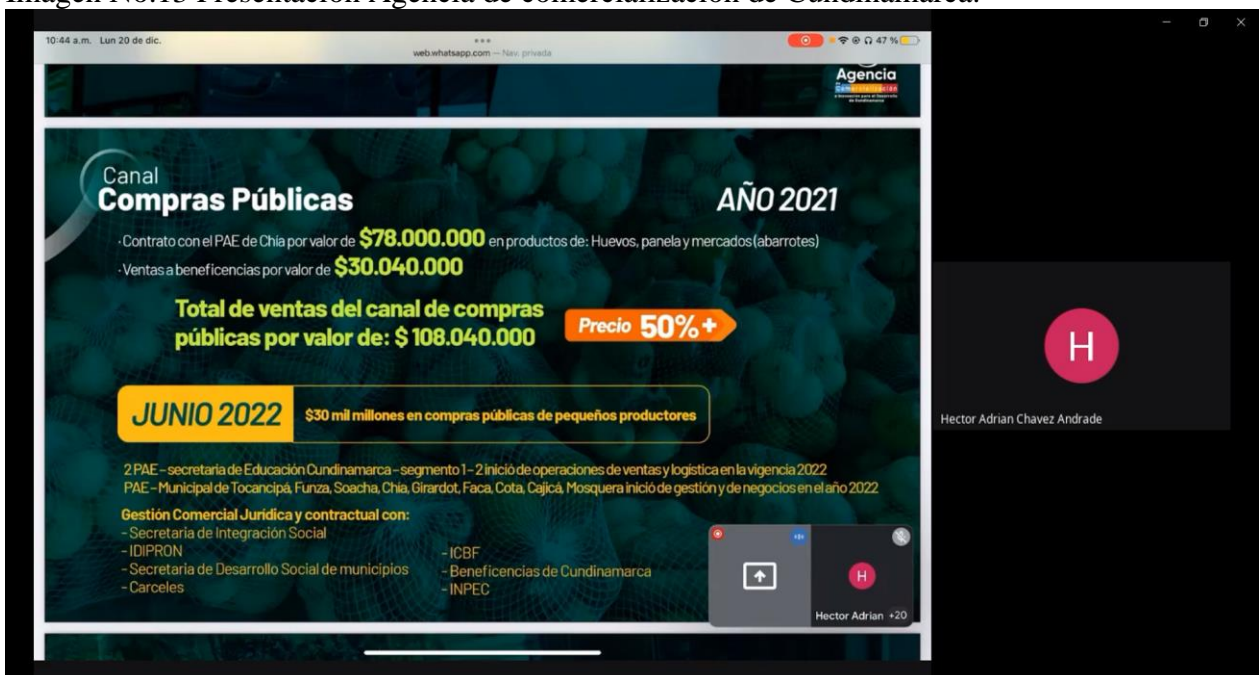 Imagen No.13 Presentación Agencia de comercialización de Cundinamarca.
10:44 a.m. Lun 20 de dic.
web.whatsapp.com — Nav. privada
47 %
Agencia
Comercialización
Canal
Compras Públicas
AÑO 2021
· Contrato con el PAE de Chía por valor de $78.000.000 en productos de: Huevos, panela y mercados (abarrotes)
· Ventas a beneficencias por valor de $30.040.000
Total de ventas del canal de compras
públicas por valor de: $ 108.040.000
Precio 50%+
JUNIO 2022
$30 mil millones en compras públicas de pequeños productores
2 PAE – secretaria de Educación Cundinamarca – segmento 1 – 2 inició de operaciones de ventas y logística en la vigencia 2022
PAE – Municipal de Tocancipá, Funza, Soacha, Chía, Girardot, Faca, Cota, Cajicá, Mosquera inició de gestión y de negocios en el año 2022
Gestión Comercial Jurídica y contractual con:
- Secretaria de Integración Social
- IDIPRON
- Secretaria de Desarrollo Social de municipios
- Carceles
- ICBF
- Beneficencias de Cundinamarca
- INPEC
H
Hector Adrian +20
H
Hector Adrian Chavez Andrade